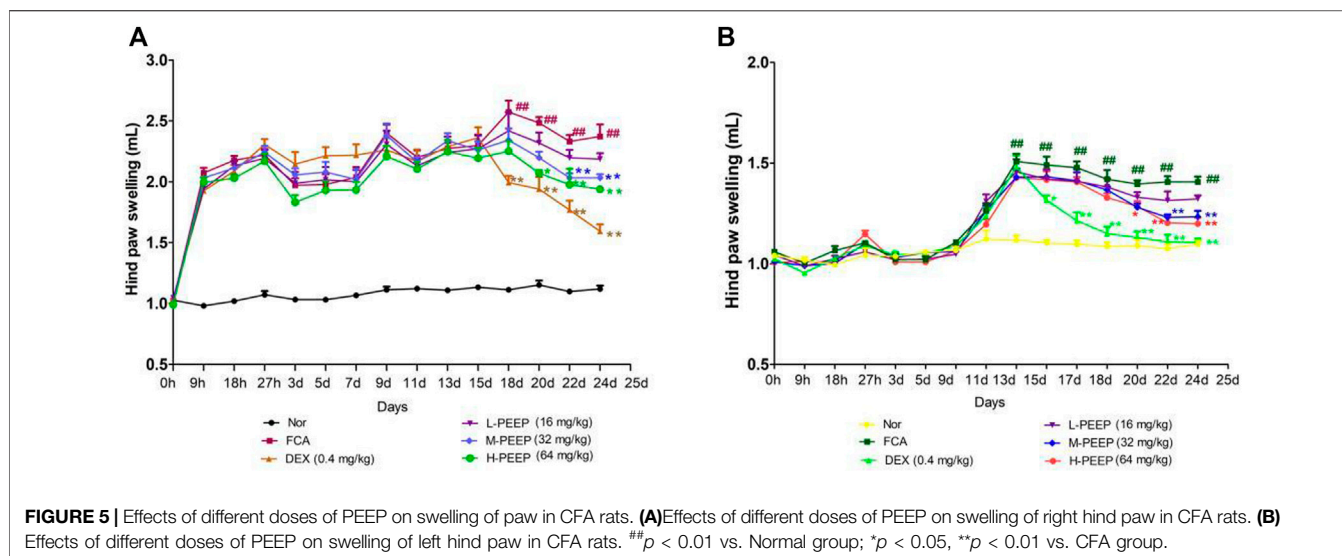 A
Hind paw swelling (mL)
3.0
2.5
2.0
1.5
1.0
0.5
## ## ## ##
* ** **
** ** **
** ** ** **
0h 9h 18h 27h 3d 5d 7d 9d 11d 13d 15d 18d 20d 22d 24d 25d
Days
Nor
FCA
DEX (0.4 mg/kg)
L-PEEP (16 mg/kg)
M-PEEP (32 mg/kg)
H-PEEP (64 mg/kg)
B
Hind paw swelling (mL)
2.0
1.5
1.0
0.5
## ## ## ## ## ## ##
** **
* ** **
* ** ** ** ** **
0h 9h 18h 27h 3d 5d 9d 11d 13d 15d 17d 18d 20d 22d 24d 25d
Days
Nor
FCA
DEX (0.4 mg/kg)
L-PEEP (16 mg/kg)
M-PEEP (32 mg/kg)
H-PEEP (64 mg/kg)
FIGURE 5 | Effects of different doses of PEEP on swelling of paw in CFA rats. (A)Effects of different doses of PEEP on swelling of right hind paw in CFA rats. (B)
Effects of different doses of PEEP on swelling of left hind paw in CFA rats. ##p < 0.01 vs. Normal group; *p < 0.05, **p < 0.01 vs. CFA group.